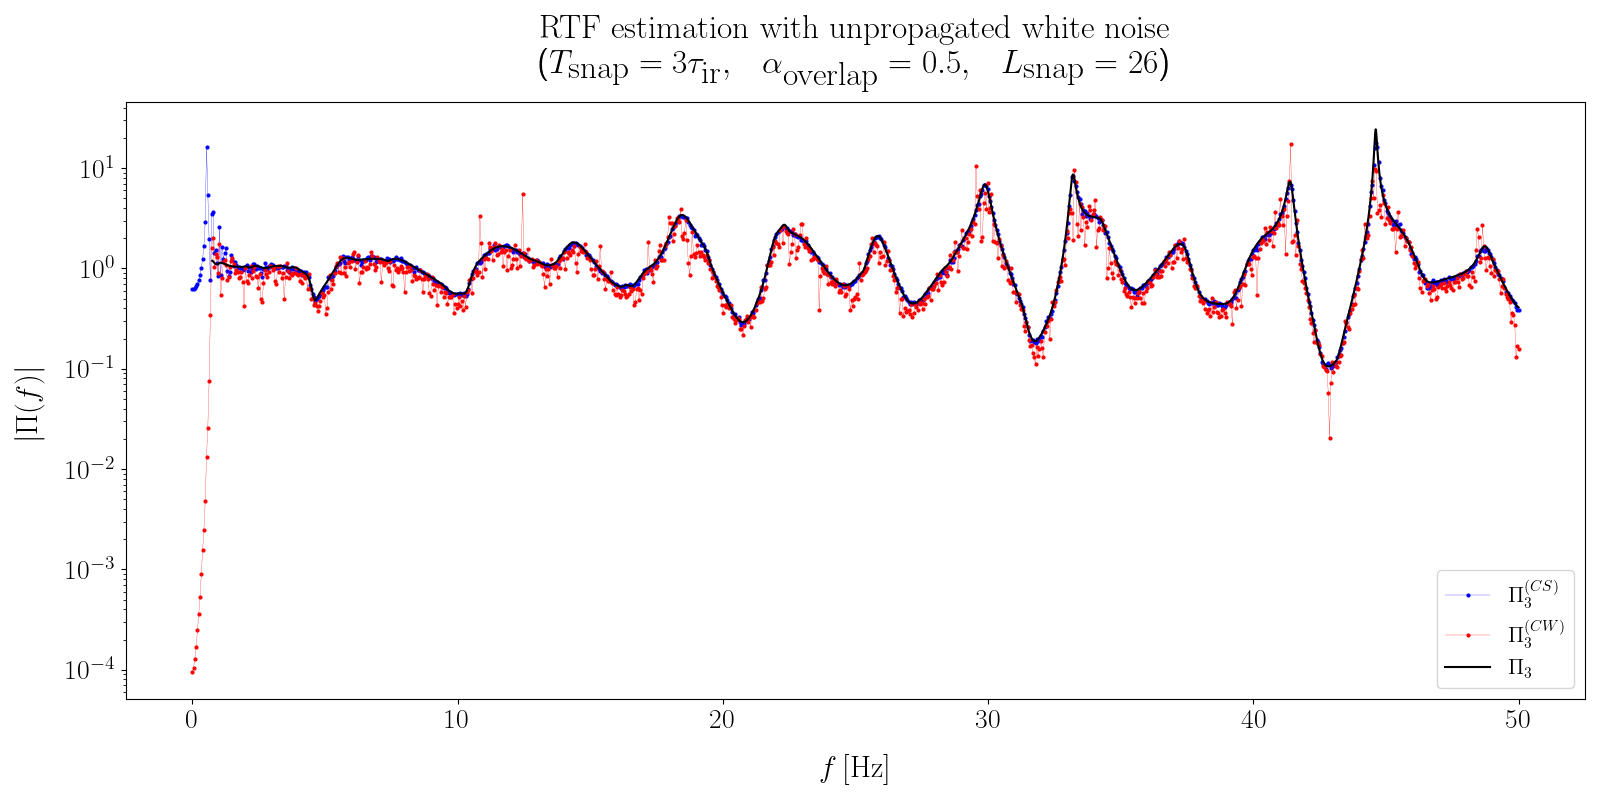 RTF estimation with unpropagated white noise
(T_snap = 3τ_ir, α_overlap = 0.5, L_snap = 26)
|Π(f)|
10^1
10^0
10^-1
10^-2
10^-3
10^-4
0 10 20 30 40 50
f [Hz]
Π_3^(CS)
Π_3^(CW)
Π_3